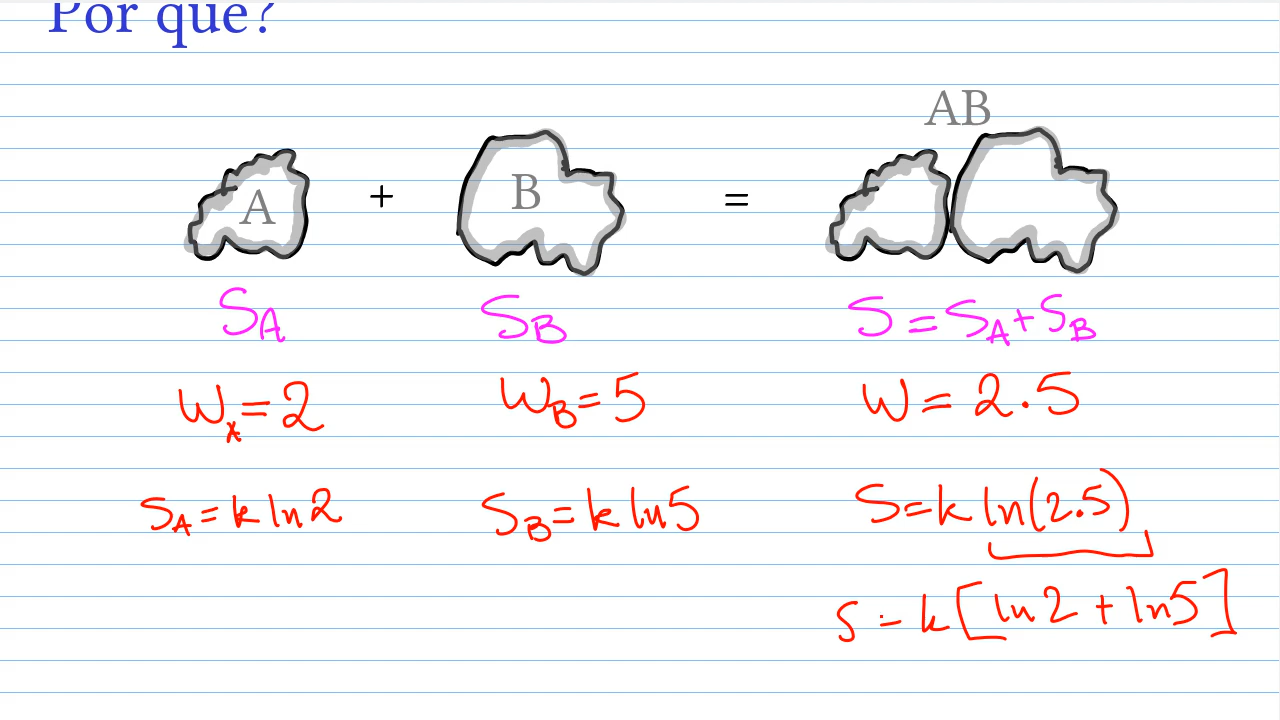 Por que?
AB
A + B =
S_A S_B S = S_A + S_B
W_A = 2 W_B = 5 W = 2 . 5
S_A = k ln 2 S_B = k ln 5 S = k ln(2.5)
S = k [ln 2 + ln 5]